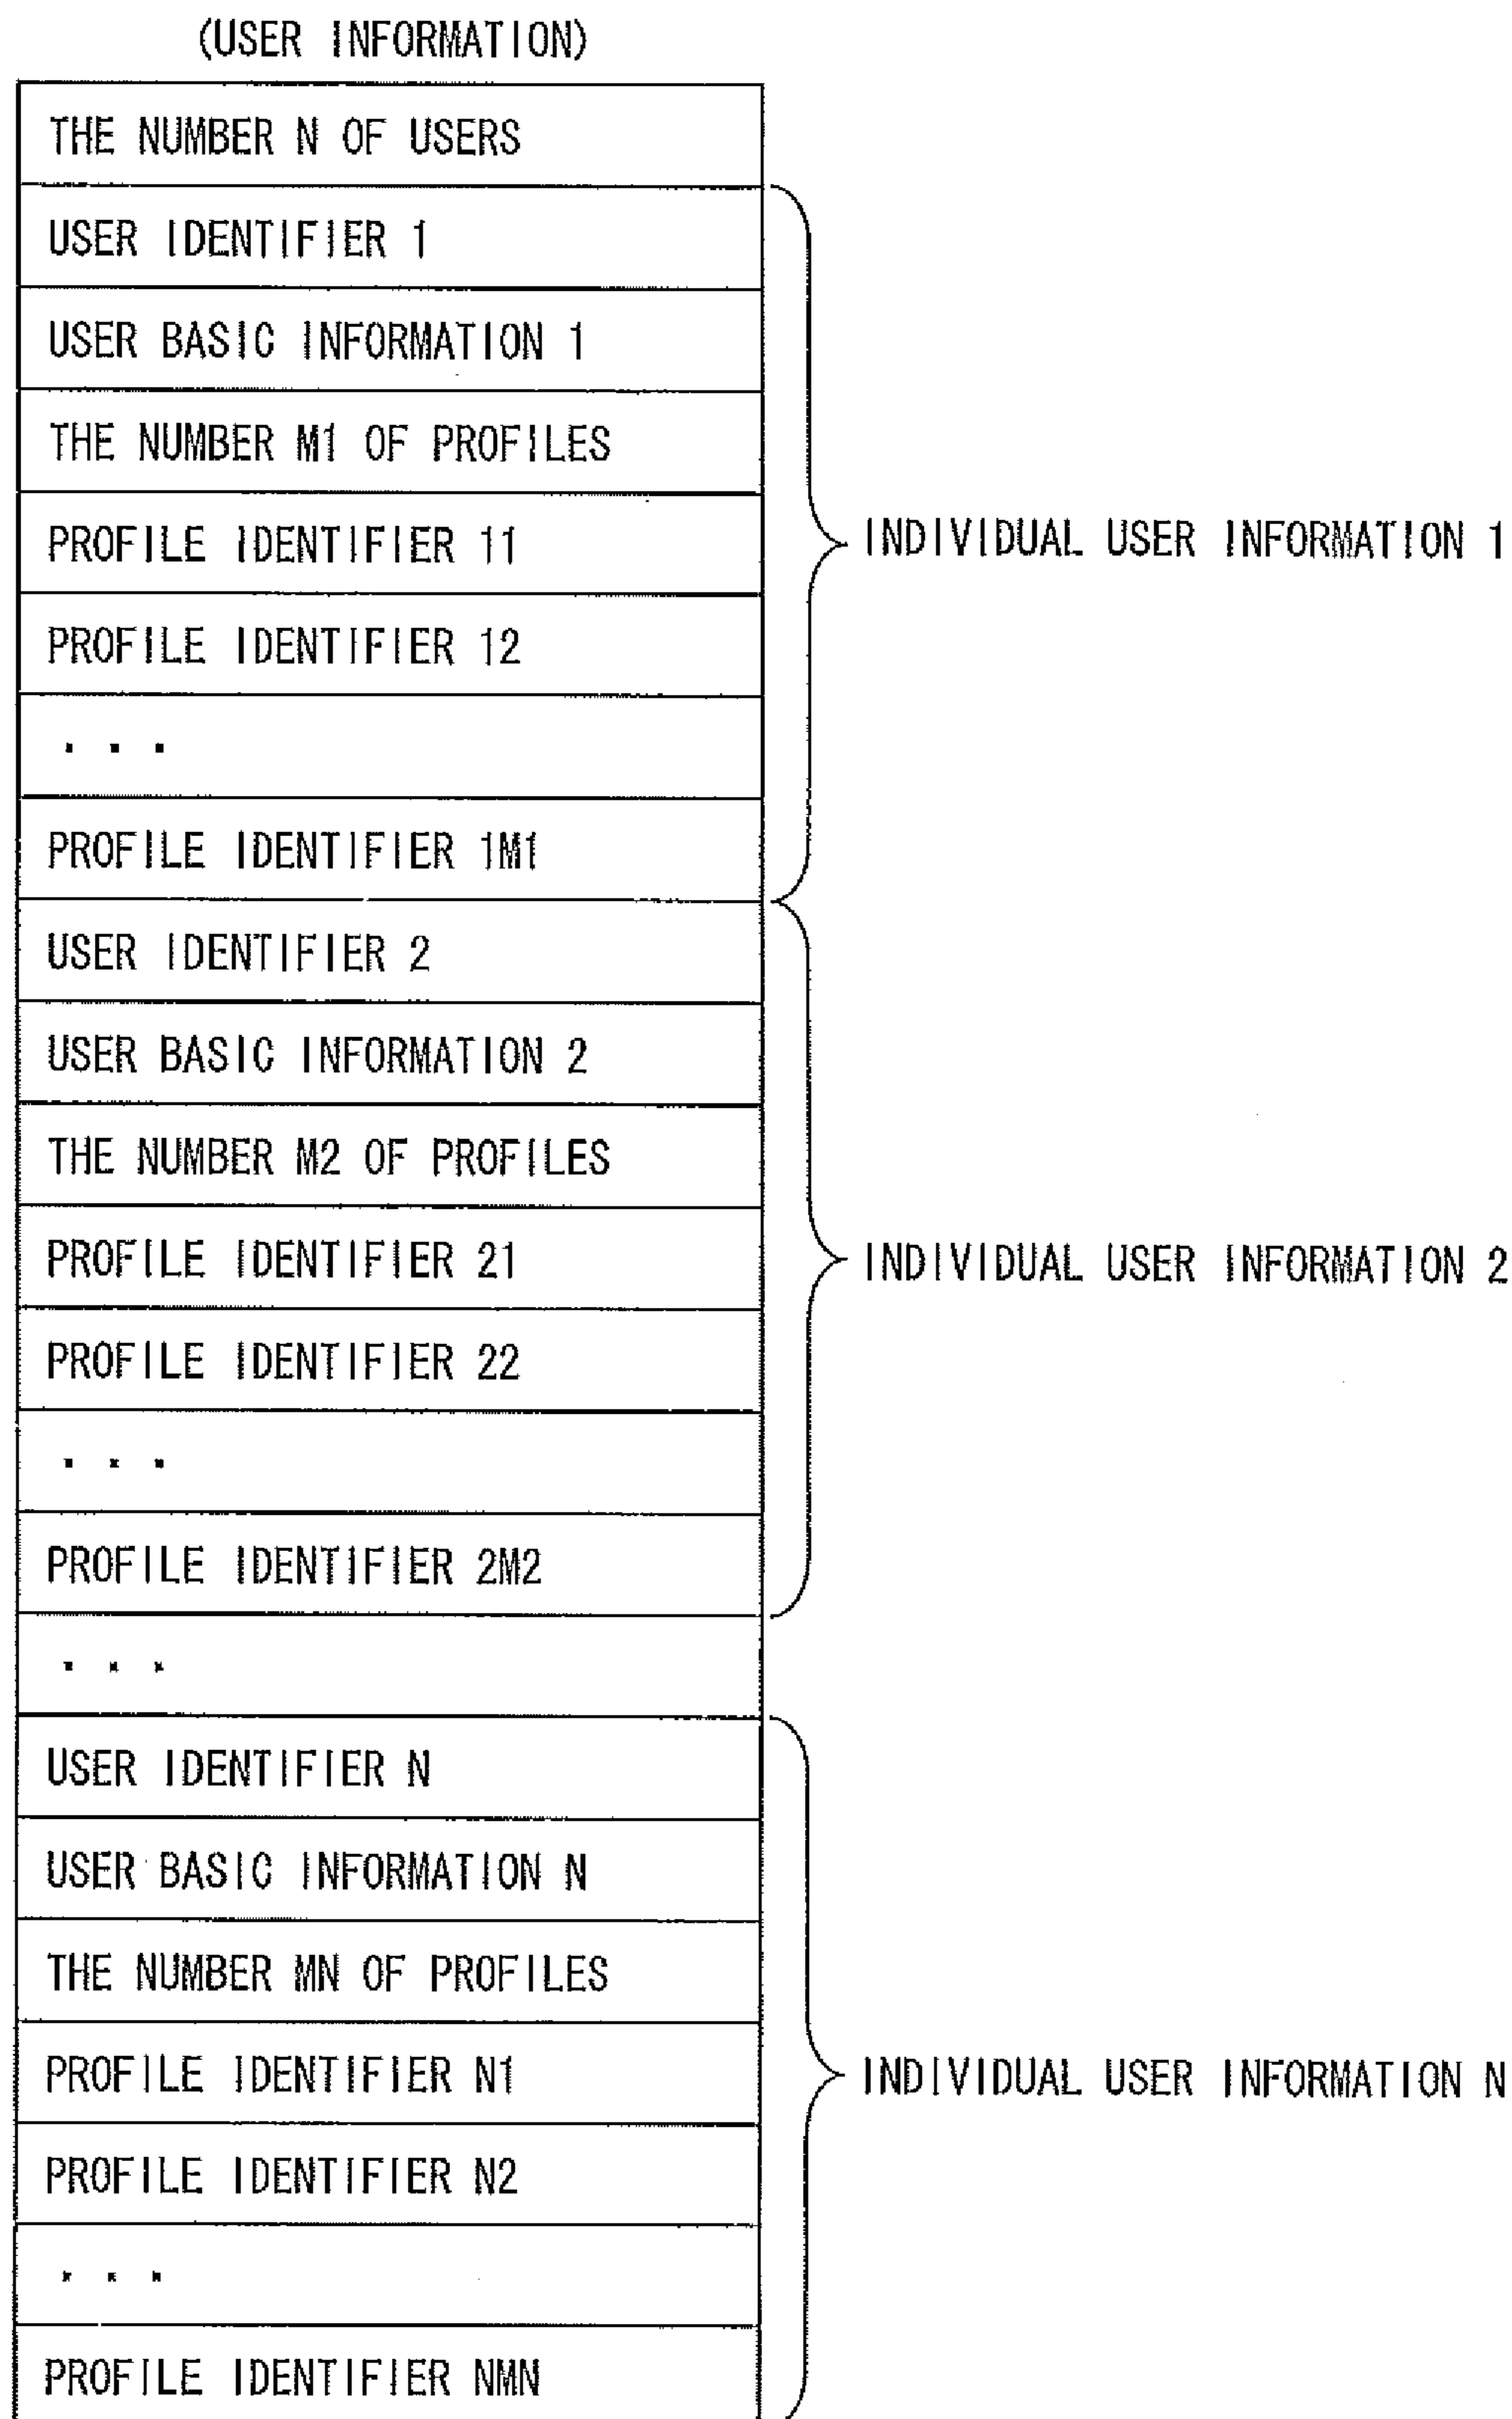 (USER INFORMATION)
THE NUMBER N OF USERS
USER IDENTIFIER 1
USER BASIC INFORMATION 1
THE NUMBER M1 OF PROFILES
PROFILE IDENTIFIER 11
INDIVIDUAL USER INFORMATION 1
PROFILE IDENTIFIER 12
. . .
PROFILE IDENTIFIER 1M1
USER IDENTIFIER 2
USER BASIC INFORMATION 2
THE NUMBER M2 OF PROFILES
PROFILE IDENTIFIER 21
INDIVIDUAL USER INFORMATION 2
PROFILE IDENTIFIER 22
. . .
PROFILE IDENTIFIER 2M2
. . .
USER IDENTIFIER N
USER BASIC INFORMATION N
THE NUMBER MN OF PROFILES
PROFILE IDENTIFIER N1
INDIVIDUAL USER INFORMATION N
PROFILE IDENTIFIER N2
. . .
PROFILE IDENTIFIER NMN